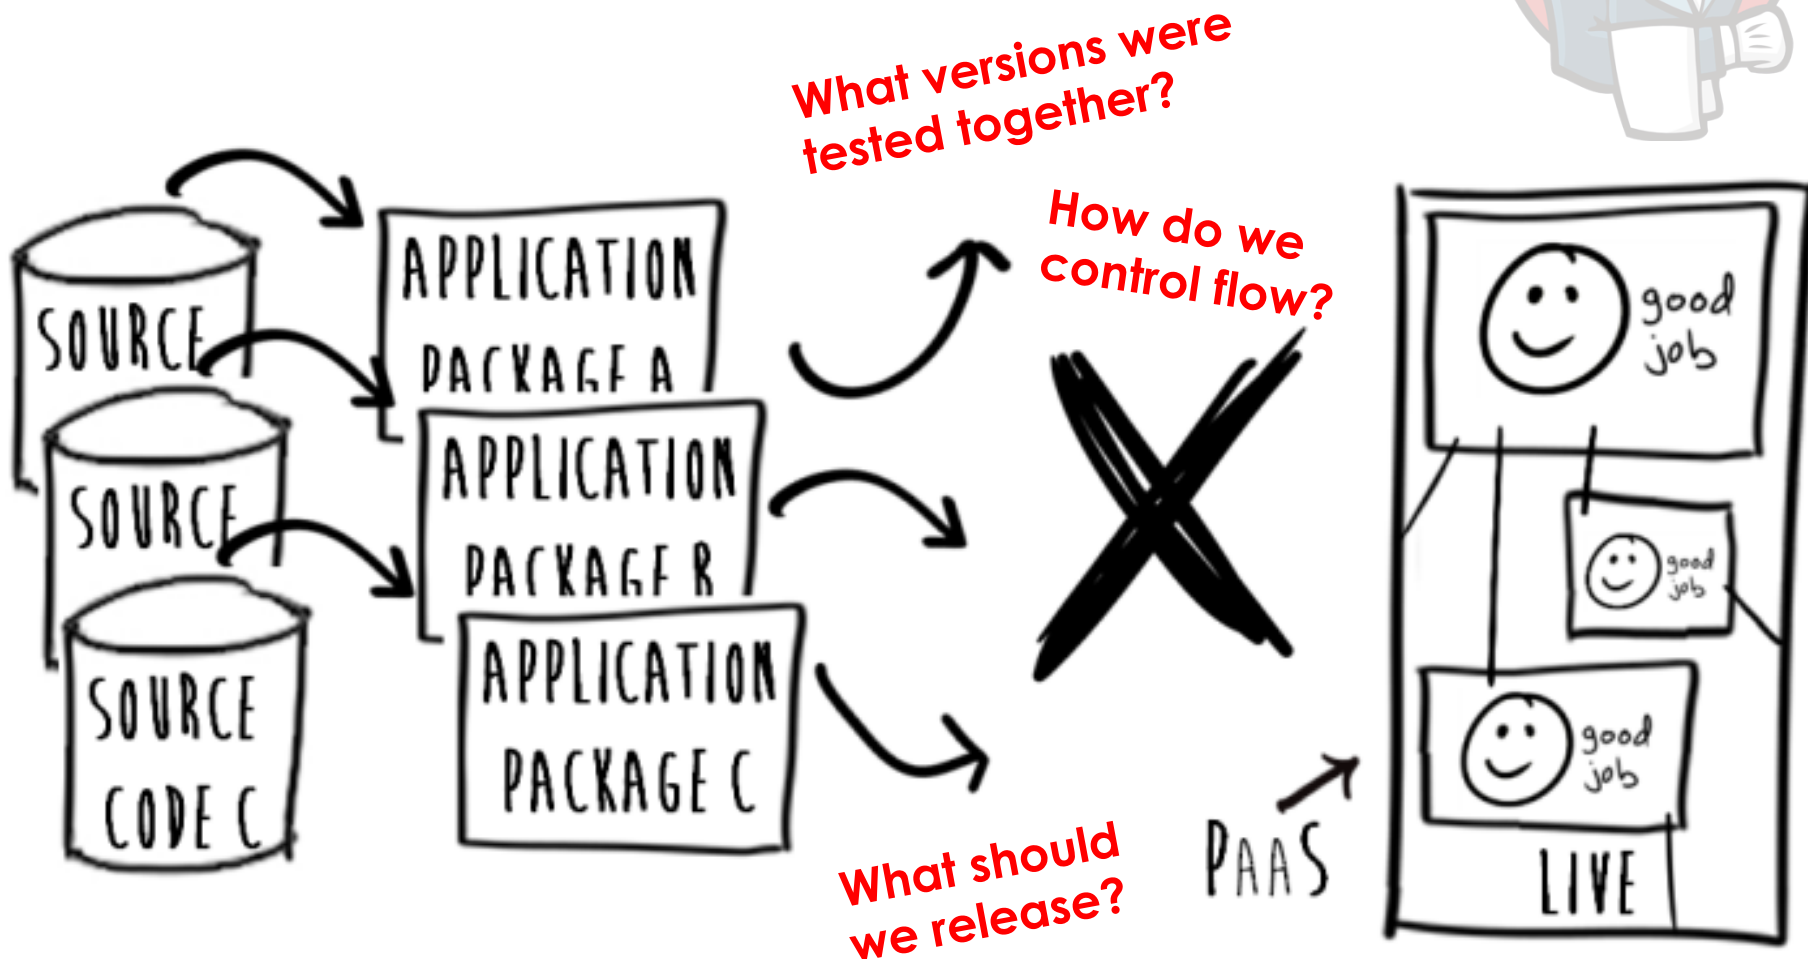 What versions were
tested together?
How do we
control flow?
SOURCE
APPLICATION
PACKAGE A
SOURCE
APPLICATION
PACKAGE B
SOURCE
CODE C
APPLICATION
PACKAGE C
What should
we release?
PAAS
good
job
good
job
good
job
LIVE